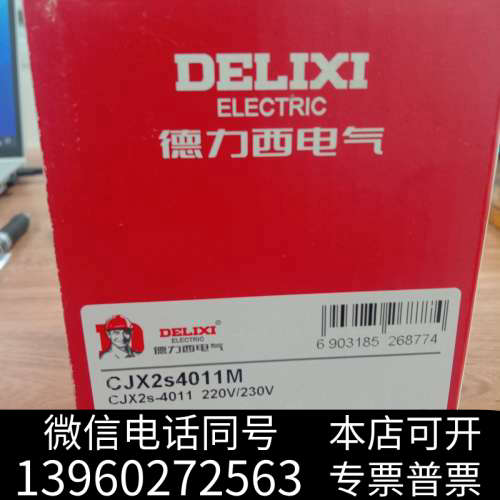 DELIXI
ELECTRIC
德力西电气
DELIXI®
ELECTRIC
德力西电气
6 903185 268774
CJX2s4011M
CJX2s-4011 220V/230V
微信电话同号 本店可开
13960272563 专票普票